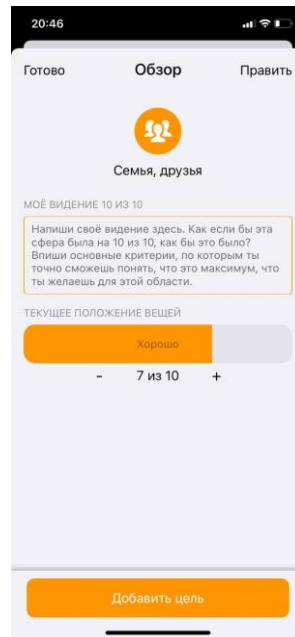 20:46
Готово Обзор Править
Семья, друзья
МОЁ ВИДЕНИЕ 10 ИЗ 10
Напиши своё видение здесь. Как если бы эта
сфера была на 10 из 10, как бы это было?
Впиши основные критерии, по которым ты
точно сможешь понять, что это максимум, что
ты желаешь для этой области.
ТЕКУЩЕЕ ПОЛОЖЕНИЕ ВЕЩЕЙ
Хорошо
- 7 из 10 +
Добавить цель